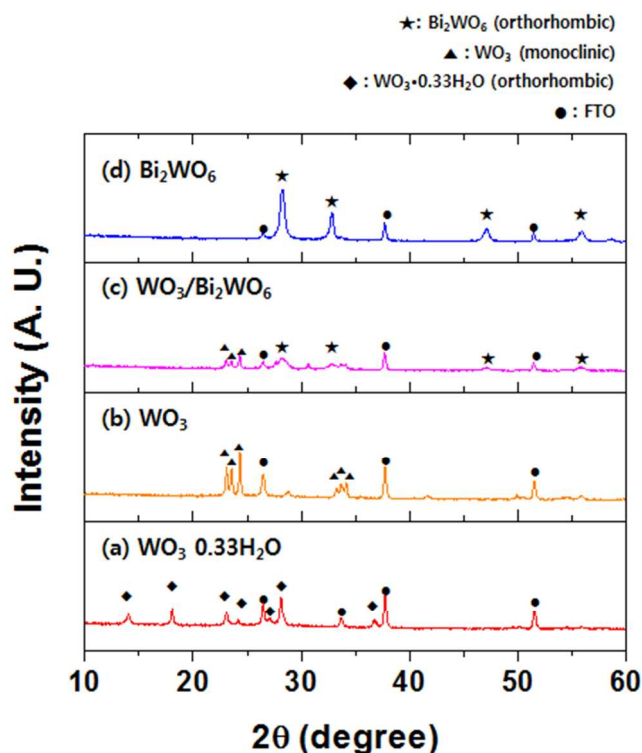 ★: Bi₂WO₆ (orthorhombic)
▲ : WO₃ (monoclinic)
◆ : WO₃•0.33H₂O (orthorhombic)
● : FTO
(d) Bi₂WO₆
(c) WO₃/Bi₂WO₆
(b) WO₃
(a) WO₃ 0.33H₂O
Intensity (A. U.)
10 20 30 40 50 60
2θ (degree)